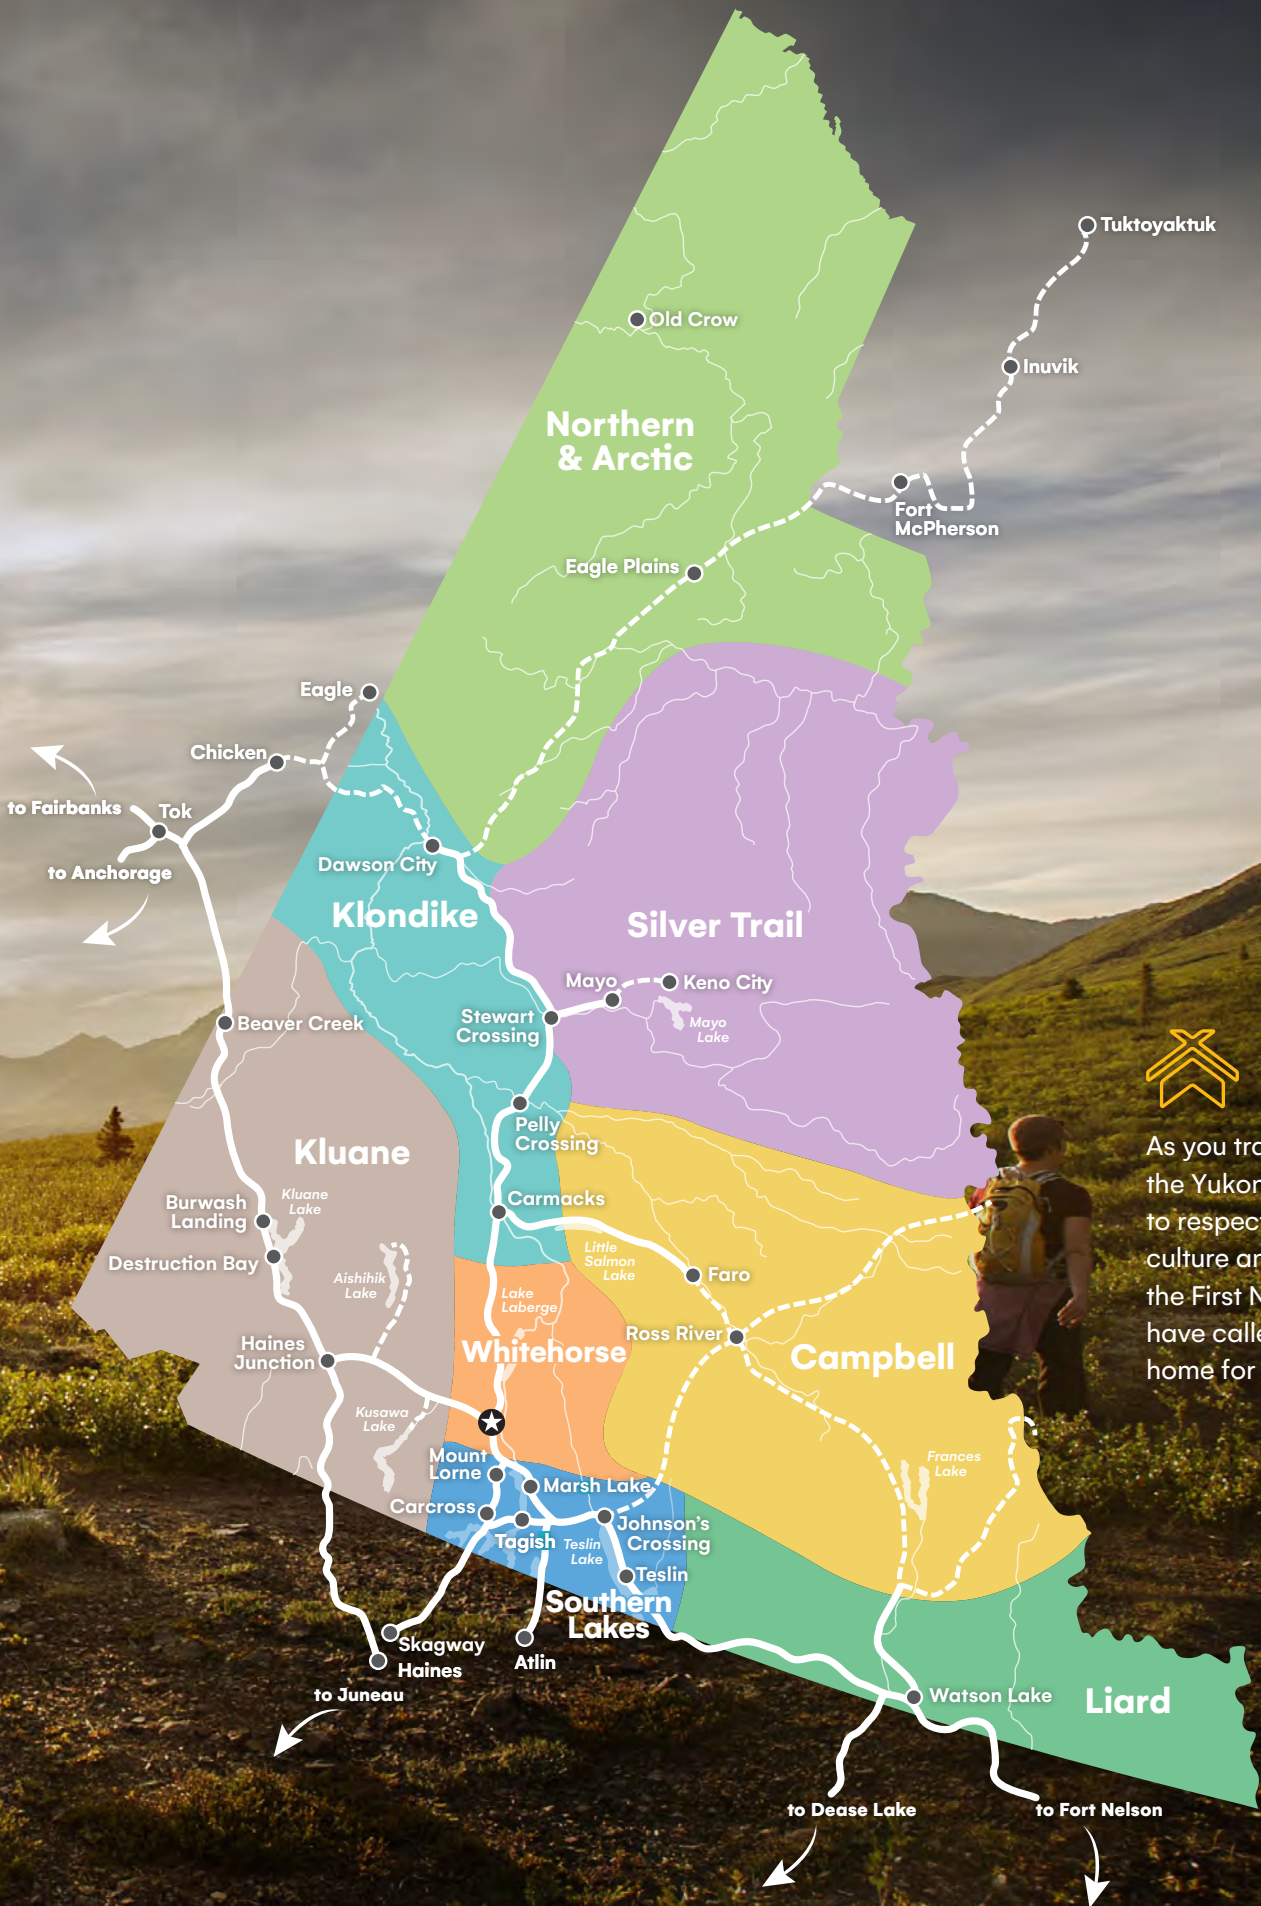 Tuktoyaktuk
Old Crow
Inuvik
Northern
& Arctic
Fort
McPherson
Eagle Plains
Eagle
Chicken
to Fairbanks
Tok
to Anchorage
Dawson City
Klondike
Silver Trail
Mayo
Keno City
Stewart
Crossing
Mayo
Lake
Beaver Creek
Pelly
Crossing
Kluane
As you tra
the Yukon
to respect
culture an
the First N
have calle
home for
Burwash
Landing
Kluane
Lake
Carmacks
Destruction Bay
Aishihik
Lake
Little
Salmon
Lake
Faro
Lake
Laberge
Haines
Junction
Whitehorse
Ross River
Campbell
Kusawa
Lake
Mount
Lorne
Marsh Lake
Frances
Lake
Carcross
Tagish
Teslin
Lake
Johnson's
Crossing
Teslin
Southern
Lakes
Skagway
Haines
Atlin
to Juneau
Watson Lake
Liard
to Dease Lake
to Fort Nelson